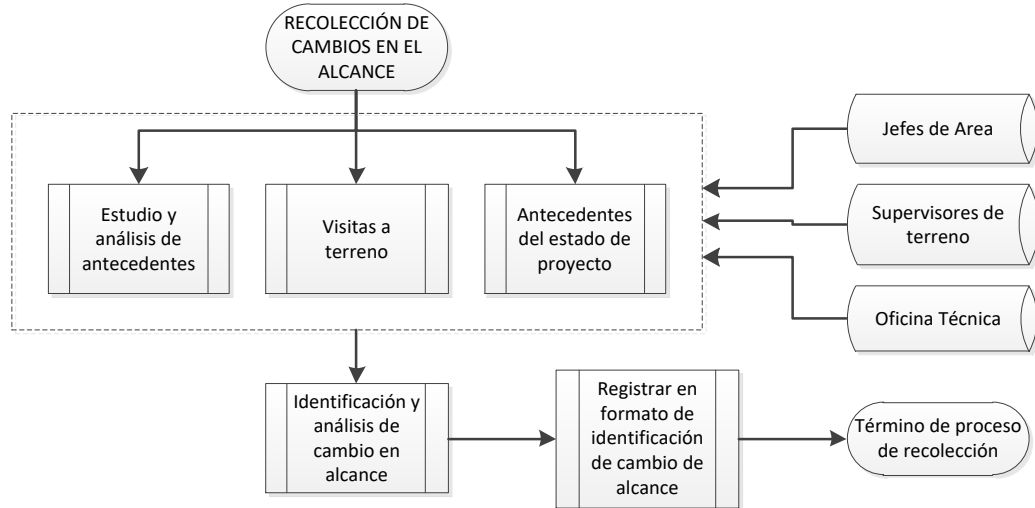 RECOLECCIÓN DE
CAMBIOS EN EL
ALCANCE
Jefes de Area
Estudio y
análisis de
antecedentes
Visitas a
terreno
Antecedentes
del estado de
proyecto
Supervisores de
terreno
Oficina Técnica
Identificación y
análisis de
cambio en
alcance
Registrar en
formato de
identificación
de cambio de
alcance
Término de proceso
de recolección